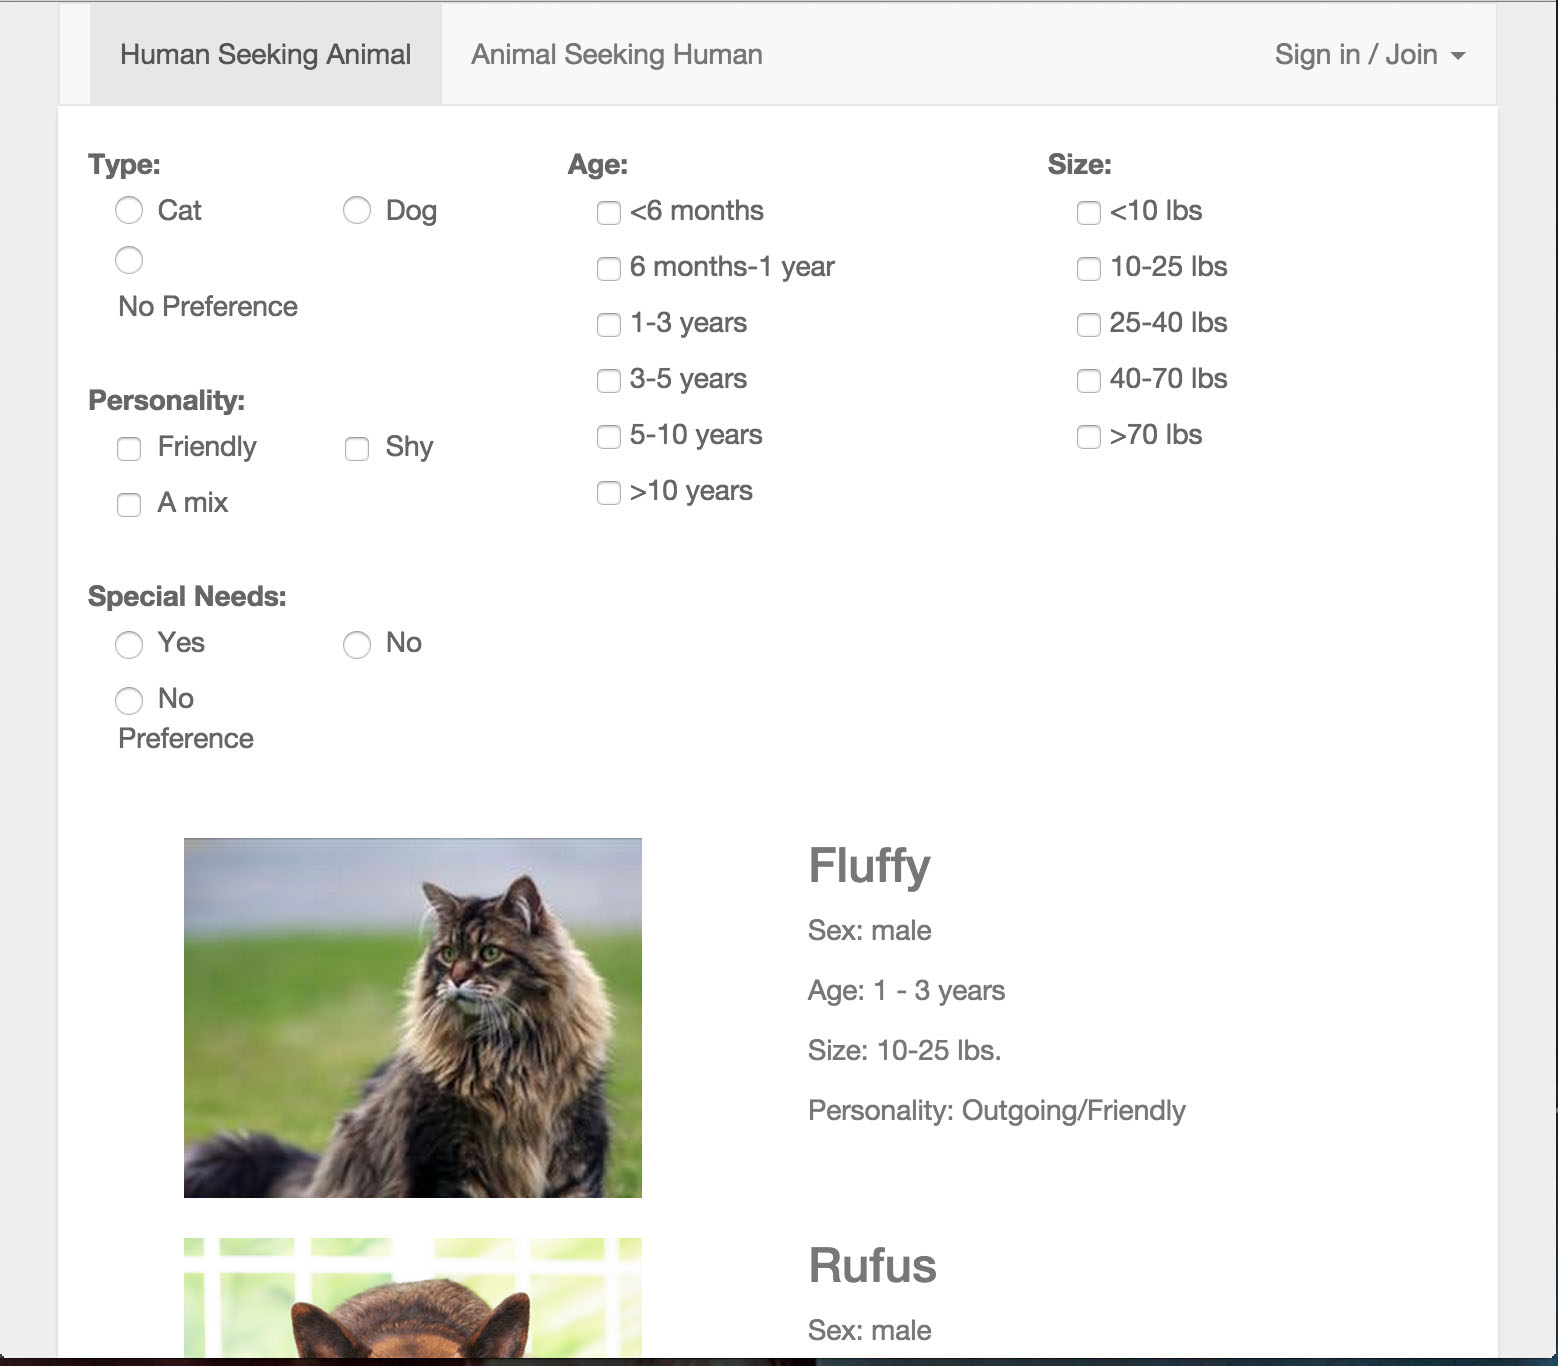 Human Seeking Animal
Animal Seeking Human
Sign in / Join
Type:
Cat
Dog
No Preference
Personality:
Friendly
Shy
A mix
Special Needs:
Yes
No
No
Preference
Age:
<6 months
6 months-1 year
1-3 years
3-5 years
5-10 years
>10 years
Size:
<10 lbs
10-25 lbs
25-40 lbs
40-70 lbs
>70 lbs
Fluffy
Sex: male
Age: 1 - 3 years
Size: 10-25 lbs.
Personality: Outgoing/Friendly
Rufus
Sex: male